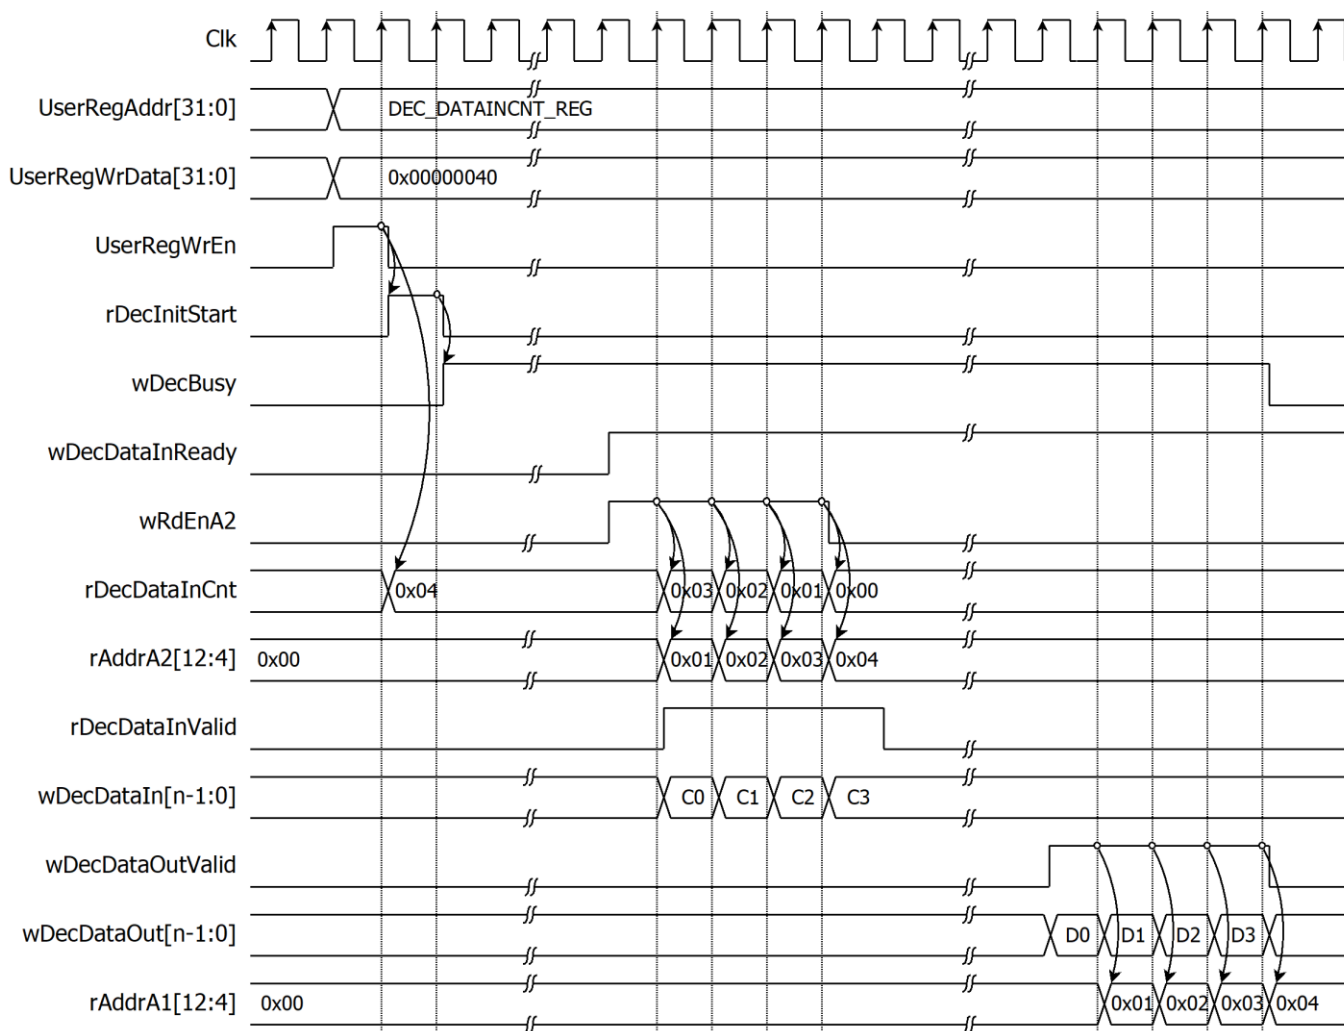 Clk
UserRegAddr[31:0] DEC_DATAINCNT_REG
UserRegWrData[31:0] 0x00000040
UserRegWrEn
rDecInitStart
wDecBusy
wDecDataInReady
wRdEnA2
rDecDataInCnt 0x04 0x03 0x02 0x01 0x00
rAddrA2[12:4] 0x00 0x01 0x02 0x03 0x04
rDecDataInValid
wDecDataIn[n-1:0] C0 C1 C2 C3
wDecDataOutValid
wDecDataOut[n-1:0] D0 D1 D2 D3
rAddrA1[12:4] 0x00 0x01 0x02 0x03 0x04